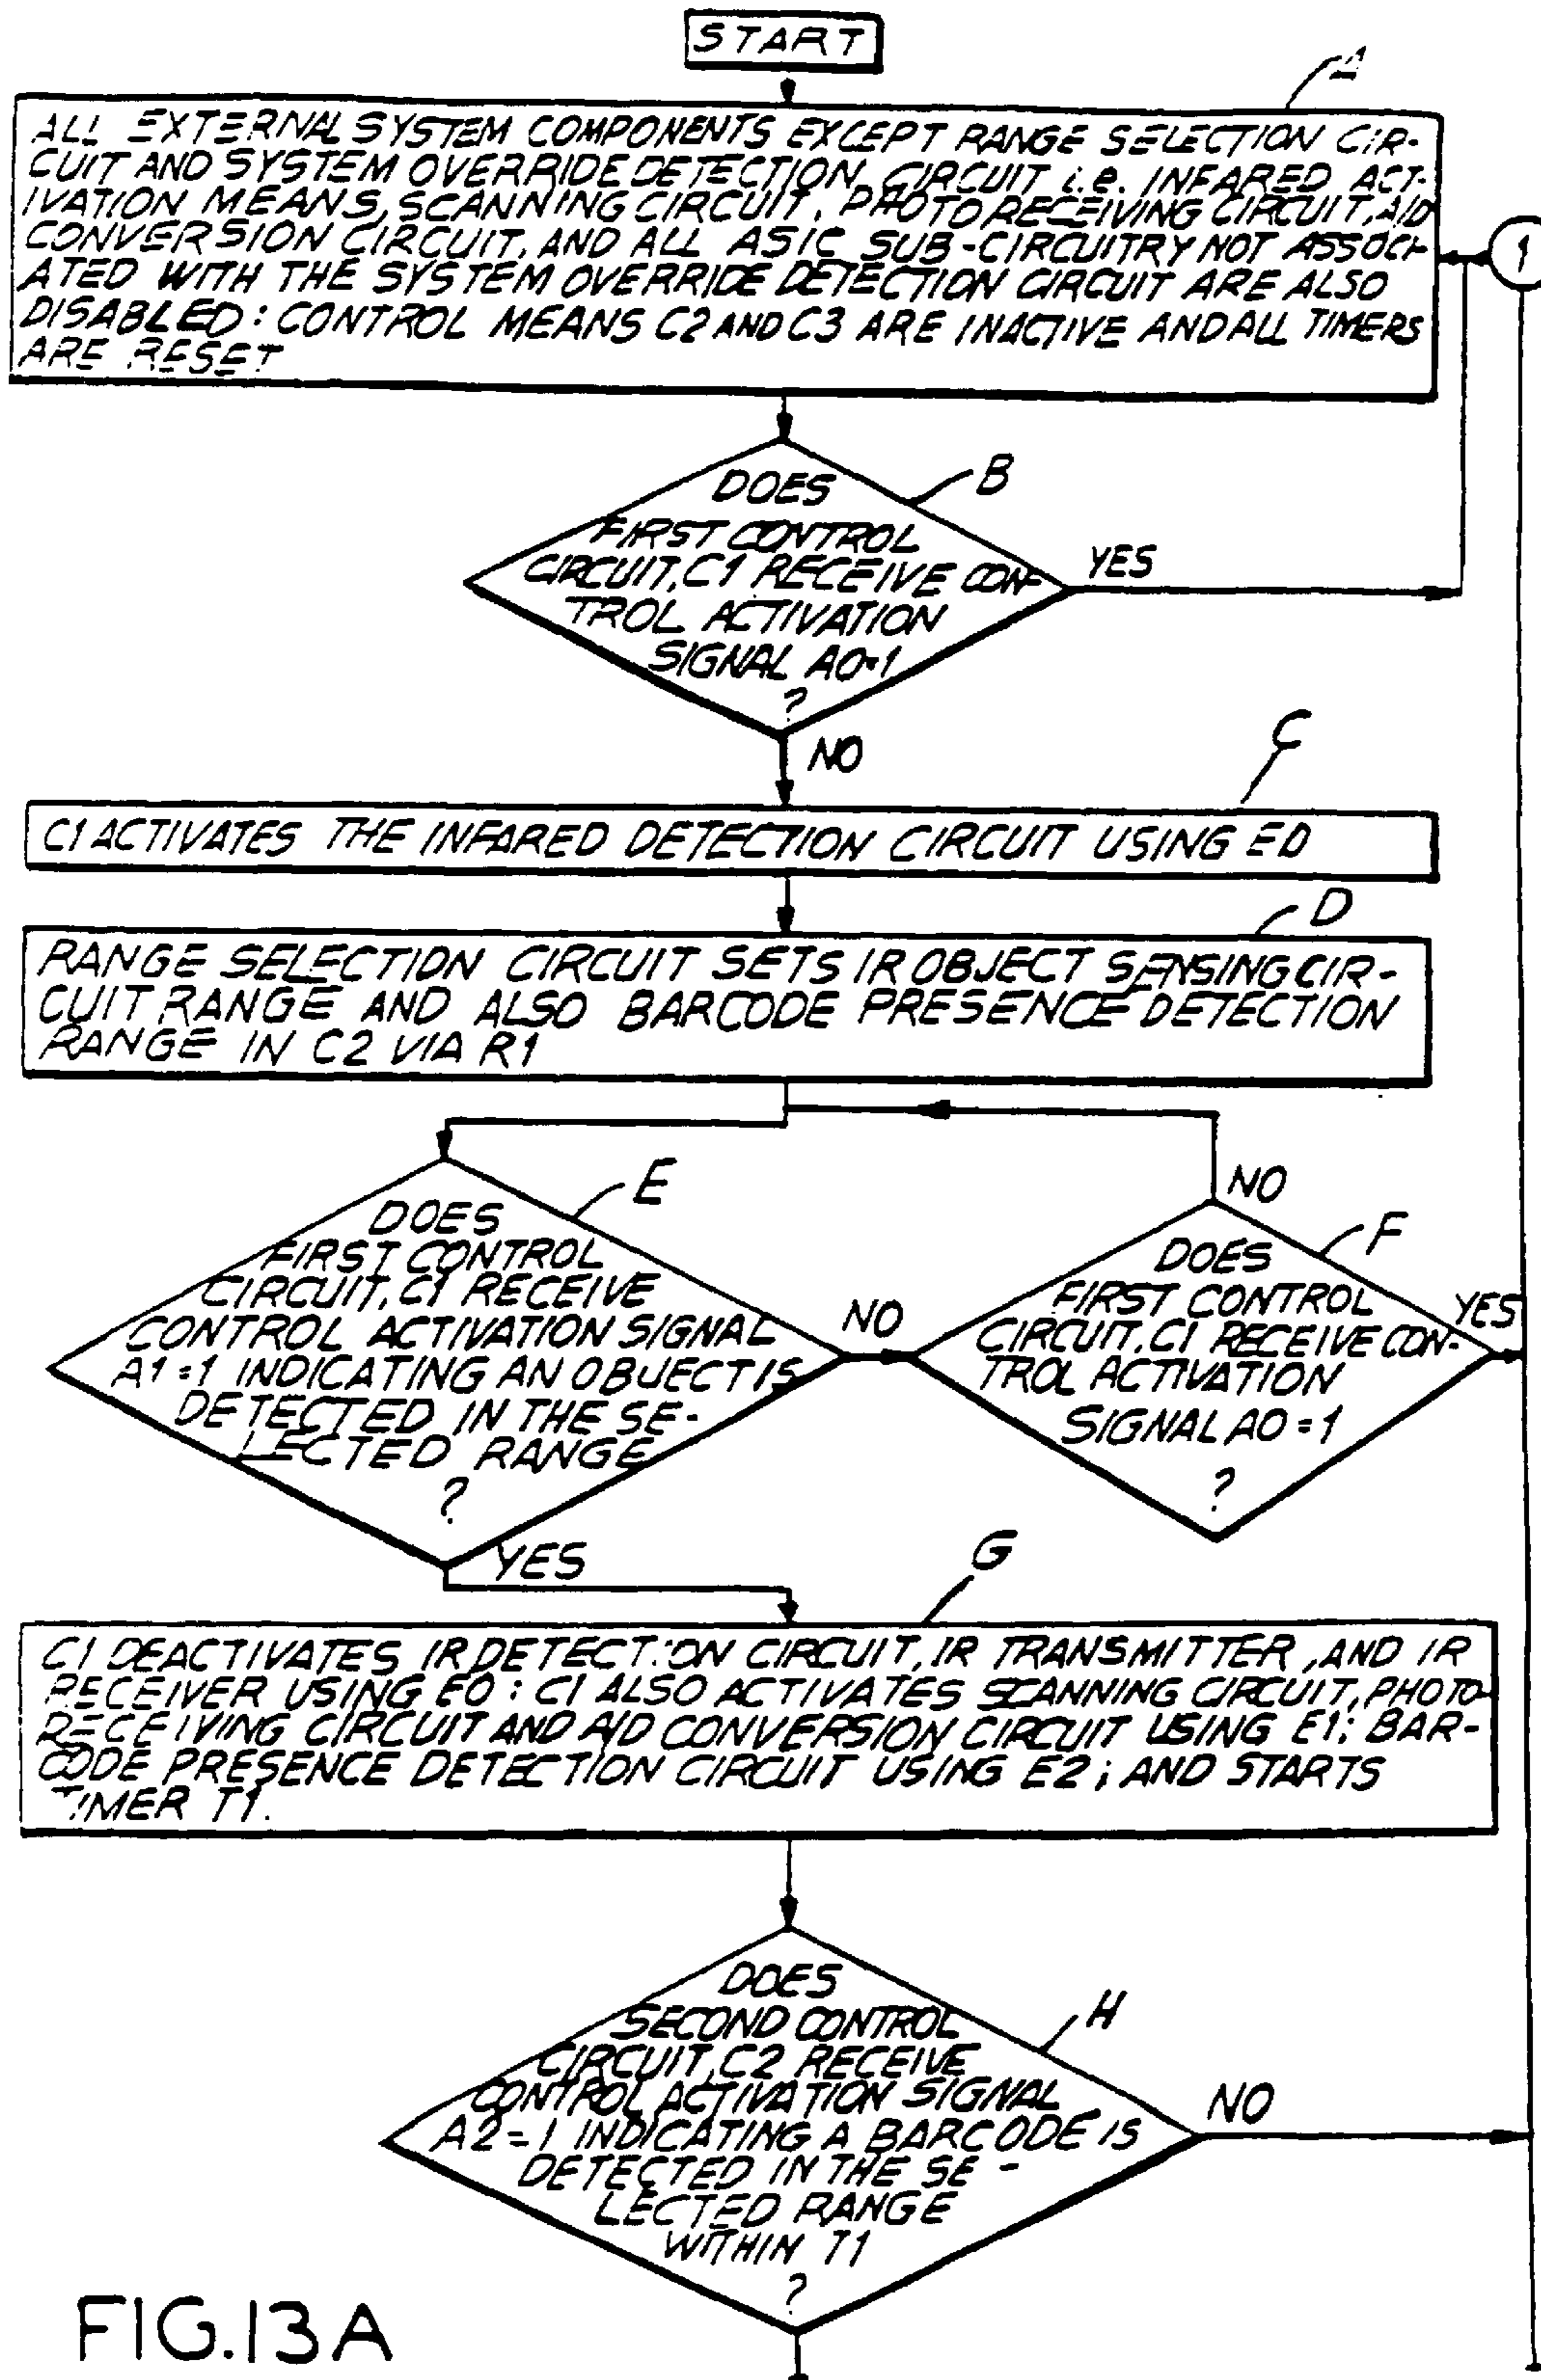 START
A
ALL EXTERNAL SYSTEM COMPONENTS EXCEPT RANGE SELECTION CIR-
CUIT AND SYSTEM OVERRIDE DETECTION CIRCUIT i.e. INFARED ACT-
IVATION MEANS, SCANNING CIRCUIT, PHOTORECEIVING CIRCUIT, A/D
CONVERSION CIRCUIT, AND ALL ASIC SUB-CIRCUITRY NOT ASSOCI-
ATED WITH THE SYSTEM OVERRIDE DETECTION CIRCUIT ARE ALSO
DISABLED: CONTROL MEANS C2 AND C3 ARE INACTIVE AND ALL TIMERS
ARE RESET
1
B
DOES
FIRST CONTROL
CIRCUIT, C1 RECEIVE CON-
TROL ACTIVATION
SIGNAL A0=1
?
YES
NO
C
C1 ACTIVATES THE INFARED DETECTION CIRCUIT USING E0
D
RANGE SELECTION CIRCUIT SETS IR OBJECT SENSING CIR-
CUIT RANGE AND ALSO BARCODE PRESENCE DETECTION
RANGE IN C2 VIA R1
E
DOES
FIRST CONTROL
CIRCUIT, C1 RECEIVE
CONTROL ACTIVATION SIGNAL
A1=1 INDICATING AN OBJECT IS
DETECTED IN THE SE-
LECTED RANGE
?
NO
YES
NO
F
DOES
FIRST CONTROL
CIRCUIT, C1 RECEIVE CON-
TROL ACTIVATION
SIGNAL A0=1
?
YES
G
C1 DEACTIVATES IR DETECTION CIRCUIT, IR TRANSMITTER, AND IR
RECEIVER USING E0: C1 ALSO ACTIVATES SCANNING CIRCUIT, PHOTO-
RECEIVING CIRCUIT AND A/D CONVERSION CIRCUIT USING E1; BAR-
CODE PRESENCE DETECTION CIRCUIT USING E2; AND STARTS
TIMER T1.
H
DOES
SECOND CONTROL
CIRCUIT, C2 RECEIVE
CONTROL ACTIVATION SIGNAL
A2=1 INDICATING A BARCODE IS
DETECTED IN THE SE-
LECTED RANGE
WITHIN T1
?
NO
FIG.13A